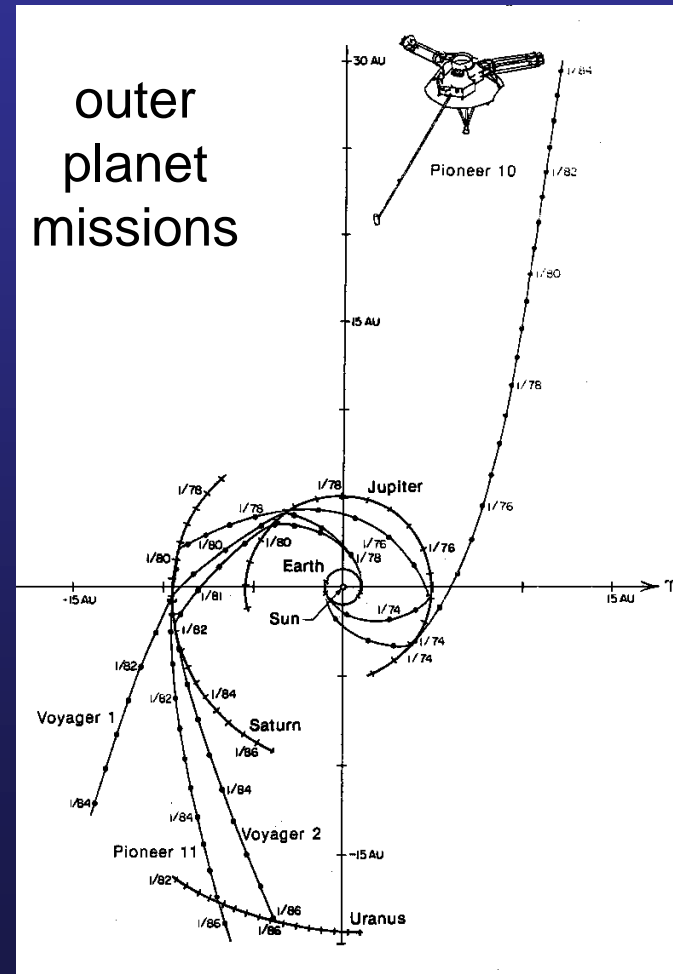 outer
planet
missions
30 AU
1/84
Pioneer 10
1/82
1/80
15 AU
1/78
1/76
1/78
1/78
1/78
Jupiter
1/80
1/80
1/76
1/76
1/78
1/80
Earth
1/81
+15 AU
15 AU
♈
Sun
1/74
1/82
1/74
1/74
1/82
1/82
1/84
Voyager 1
Saturn
1/86
1/84
1/84
1/84
Voyager 2
Pioneer 11
-15 AU
1/82
1/86
1/86
1/86
Uranus